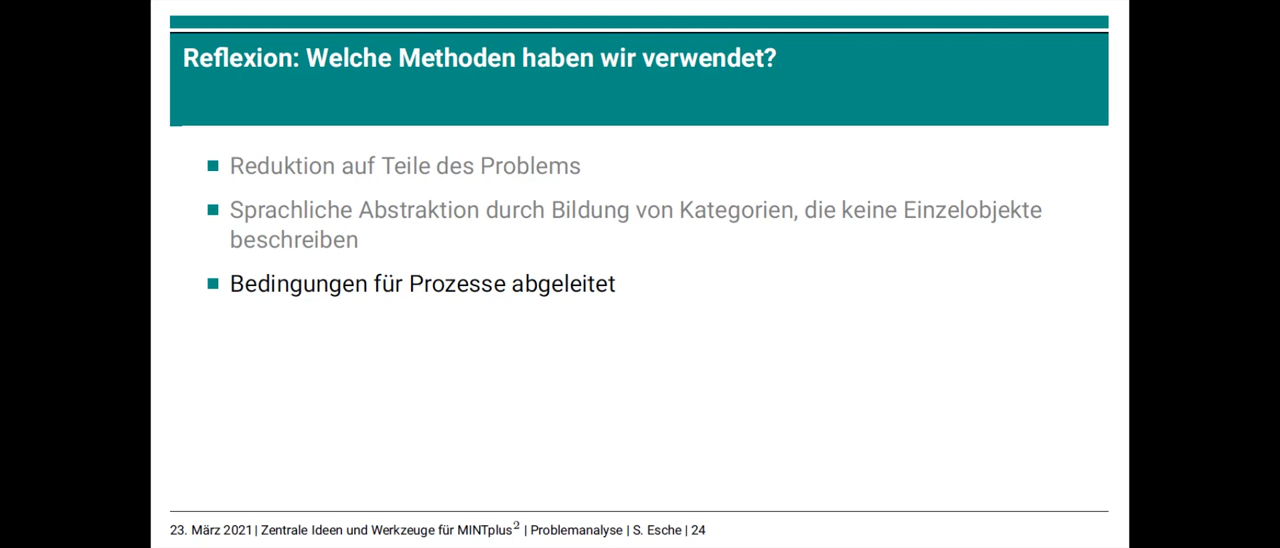 Reflexion: Welche Methoden haben wir verwendet?
Reduktion auf Teile des Problems
Sprachliche Abstraktion durch Bildung von Kategorien, die keine Einzelobjekte
beschreiben
Bedingungen für Prozesse abgeleitet
23. März 2021 | Zentrale Ideen und Werkzeuge für MINTplus² | Problemanalyse | S. Esche | 24